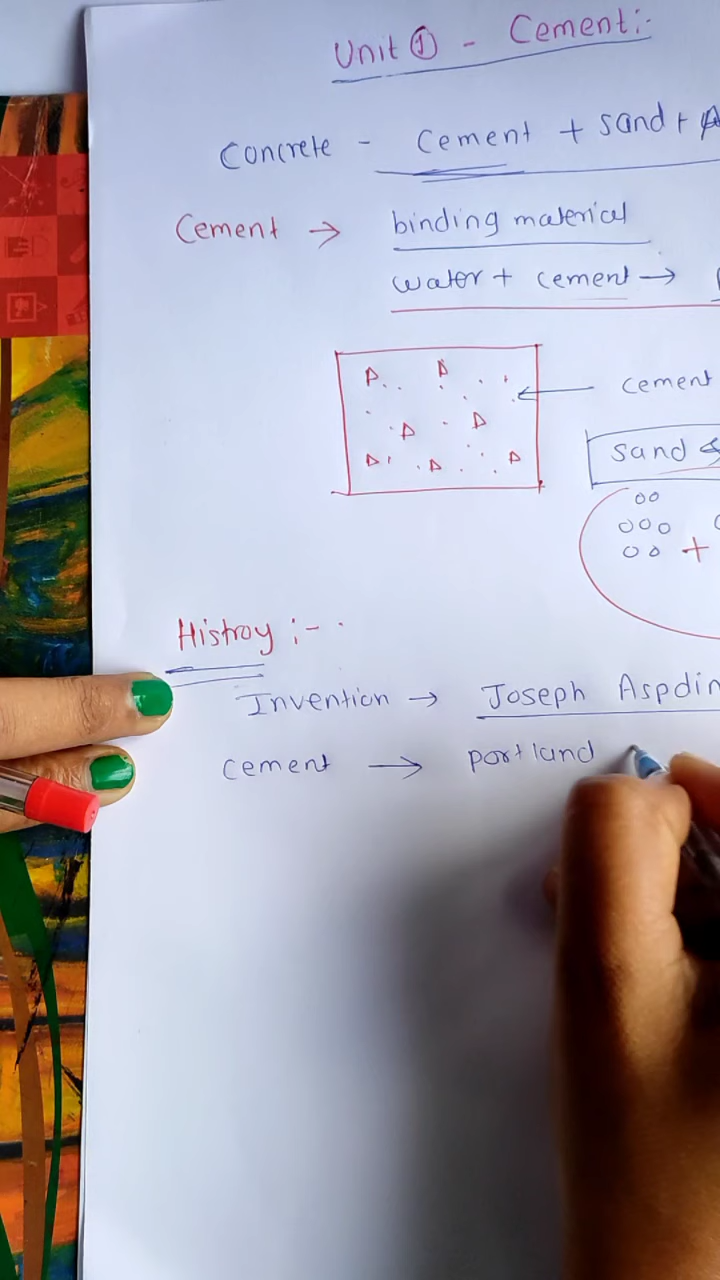 Unit ① - Cement:-
Concrete - Cement + Sand + A
Cement → binding material
water + cement →
cement
Sand &
Histroy :-
Invention → Joseph Aspdin
cement → portland